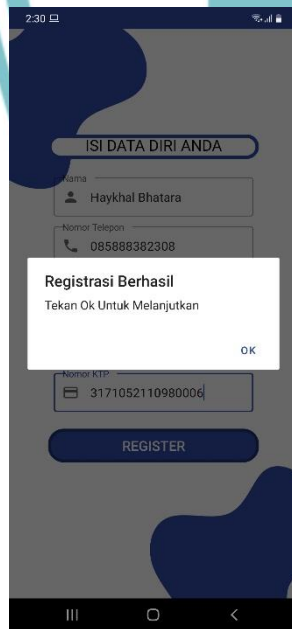 2:30
ISI DATA DIRI ANDA
Nama
Haykhal Bhatara
Nomor Telepon
085888382308
Registrasi Berhasil
Tekan Ok Untuk Melanjutkan
OK
Nomor KTP
3171052110980006
REGISTER